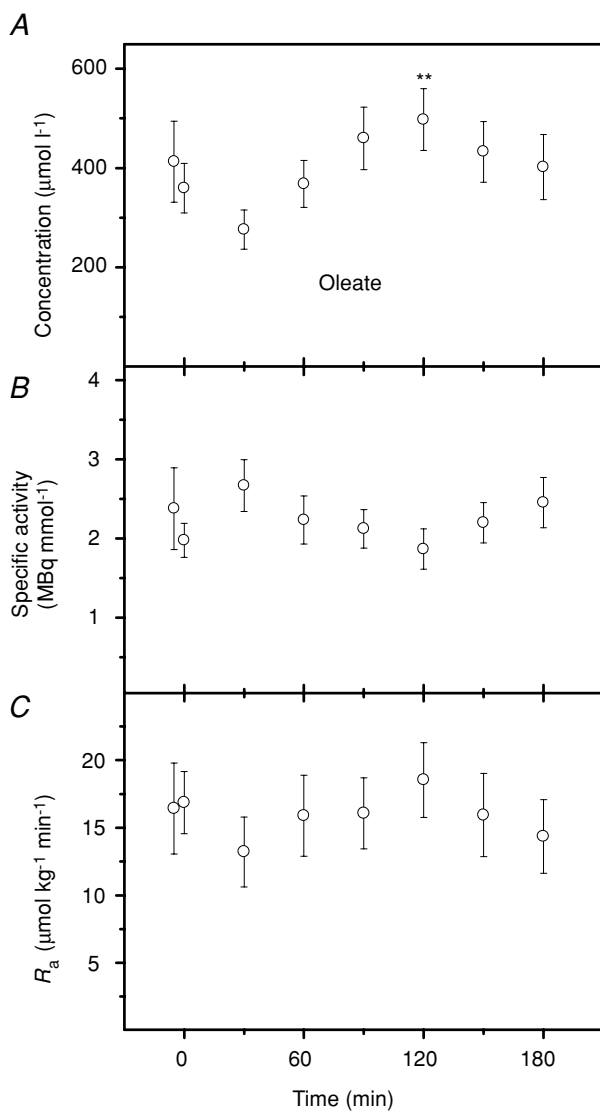 A
600
400
200
Concentration (μmol l-1)
**
Oleate
B
4
3
2
1
Specific activity
(MBq mmol-1)
C
20
15
10
5
Ra (μmol kg-1 min-1)
0 60 120 180
Time (min)